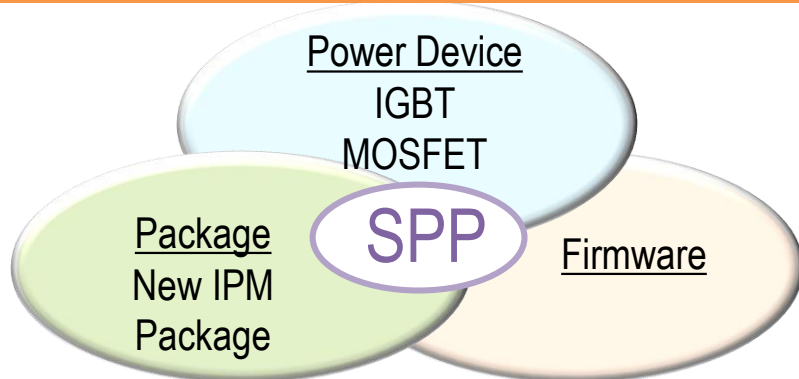 Power Device
IGBT
MOSFET
SPP
Package
New IPM
Package
Firmware